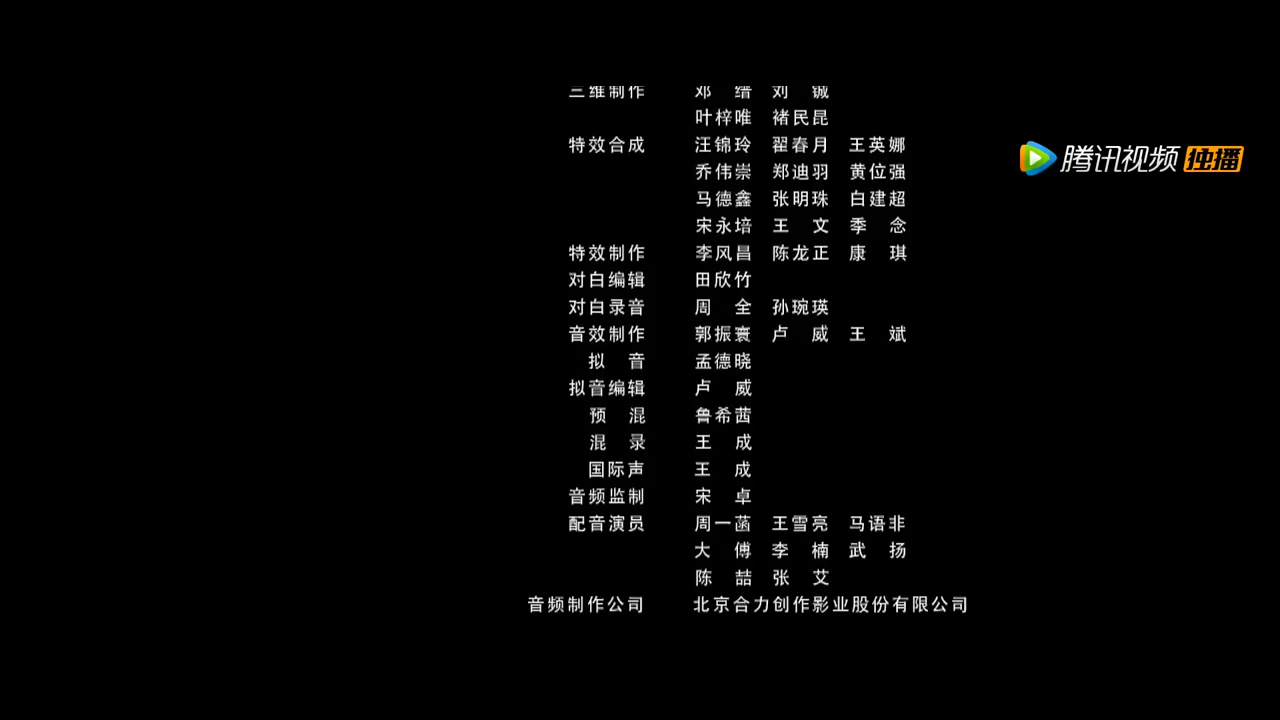 三维制作 邓 缙 刘 铖
叶梓唯 褚民昆
特效合成 汪锦玲 翟春月 王英娜
腾讯视频 独播
乔伟崇 郑迪羽 黄位强
马德鑫 张明珠 白建超
宋永培 王 文 季 念
特效制作 李风昌 陈龙正 康 琪
对白编辑 田欣竹
对白录音 周 全 孙琬瑛
音效制作 郭振寰 卢 威 王 斌
拟 音 孟德晓
拟音编辑 卢 威
预 混 鲁希茜
混 录 王 成
国际声 王 成
音频监制 宋 卓
配音演员 周一菡 王雪亮 马语非
大 傅 李 楠 武 扬
陈 喆 张 艾
音频制作公司 北京合力创作影业股份有限公司